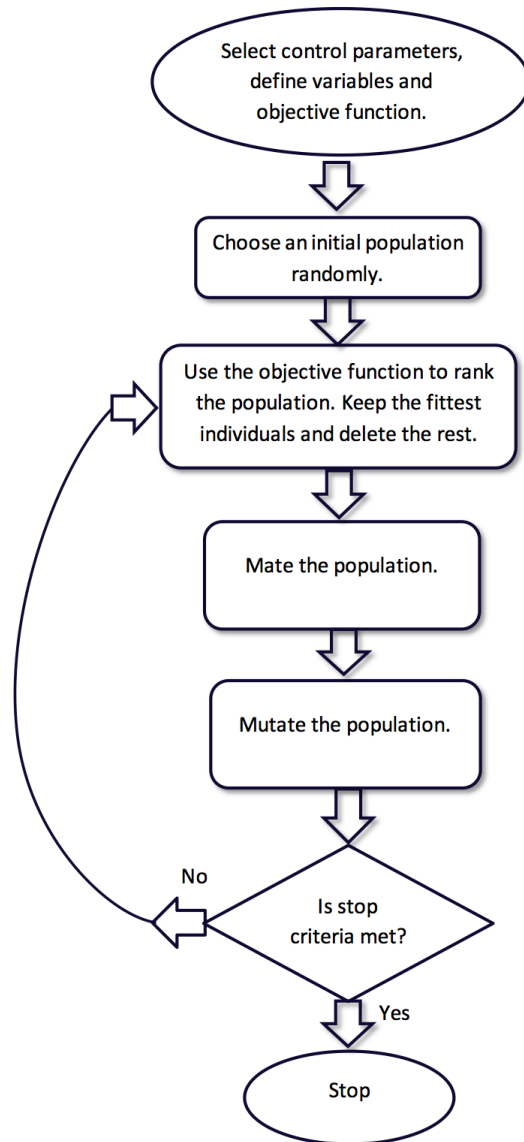 Select control parameters,
define variables and
objective function.
Choose an initial population
randomly.
Use the objective function to rank
the population. Keep the fittest
individuals and delete the rest.
Mate the population.
Mutate the population.
No
Is stop
criteria met?
Yes
Stop